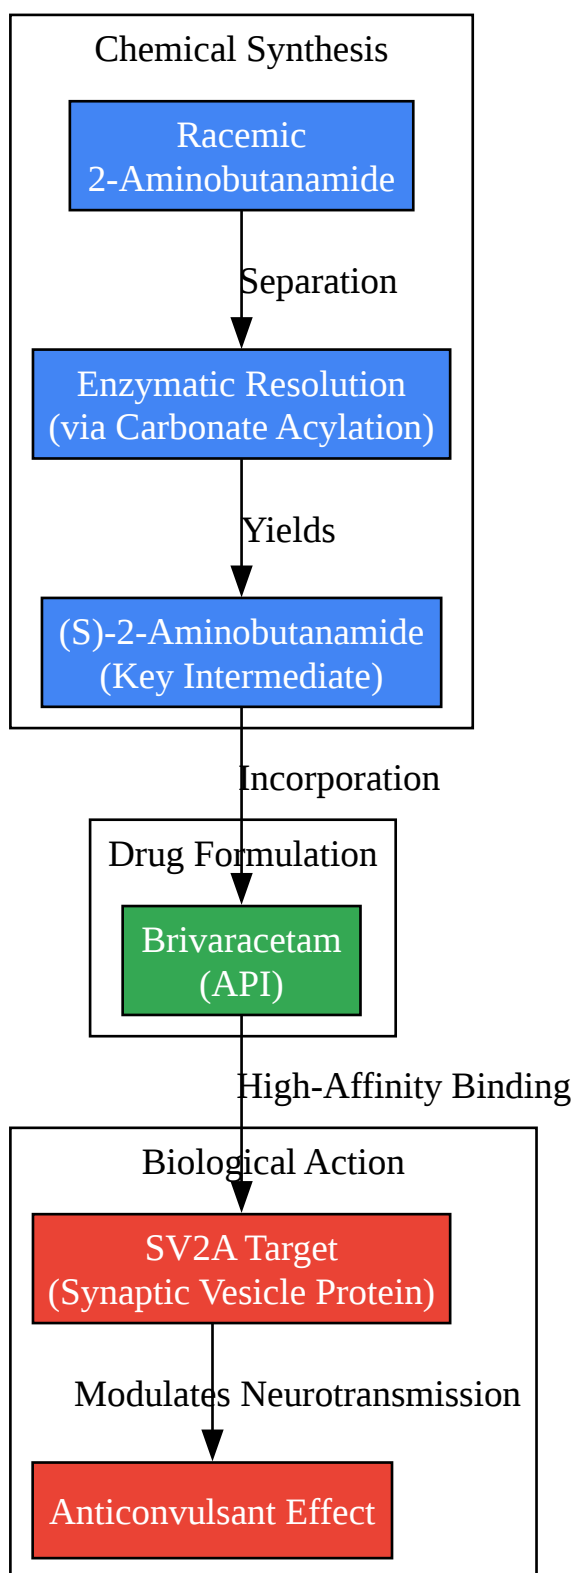 Chemical Synthesis
Racemic
2-Aminobutanamide
Separation
Enzymatic Resolution
(via Carbonate Acylation)
Yields
(S)-2-Aminobutanamide
(Key Intermediate)
Incorporation
Drug Formulation
Brivaracetam
(API)
High-Affinity Binding
Biological Action
SV2A Target
(Synaptic Vesicle Protein)
Modulates Neurotransmission
Anticonvulsant Effect